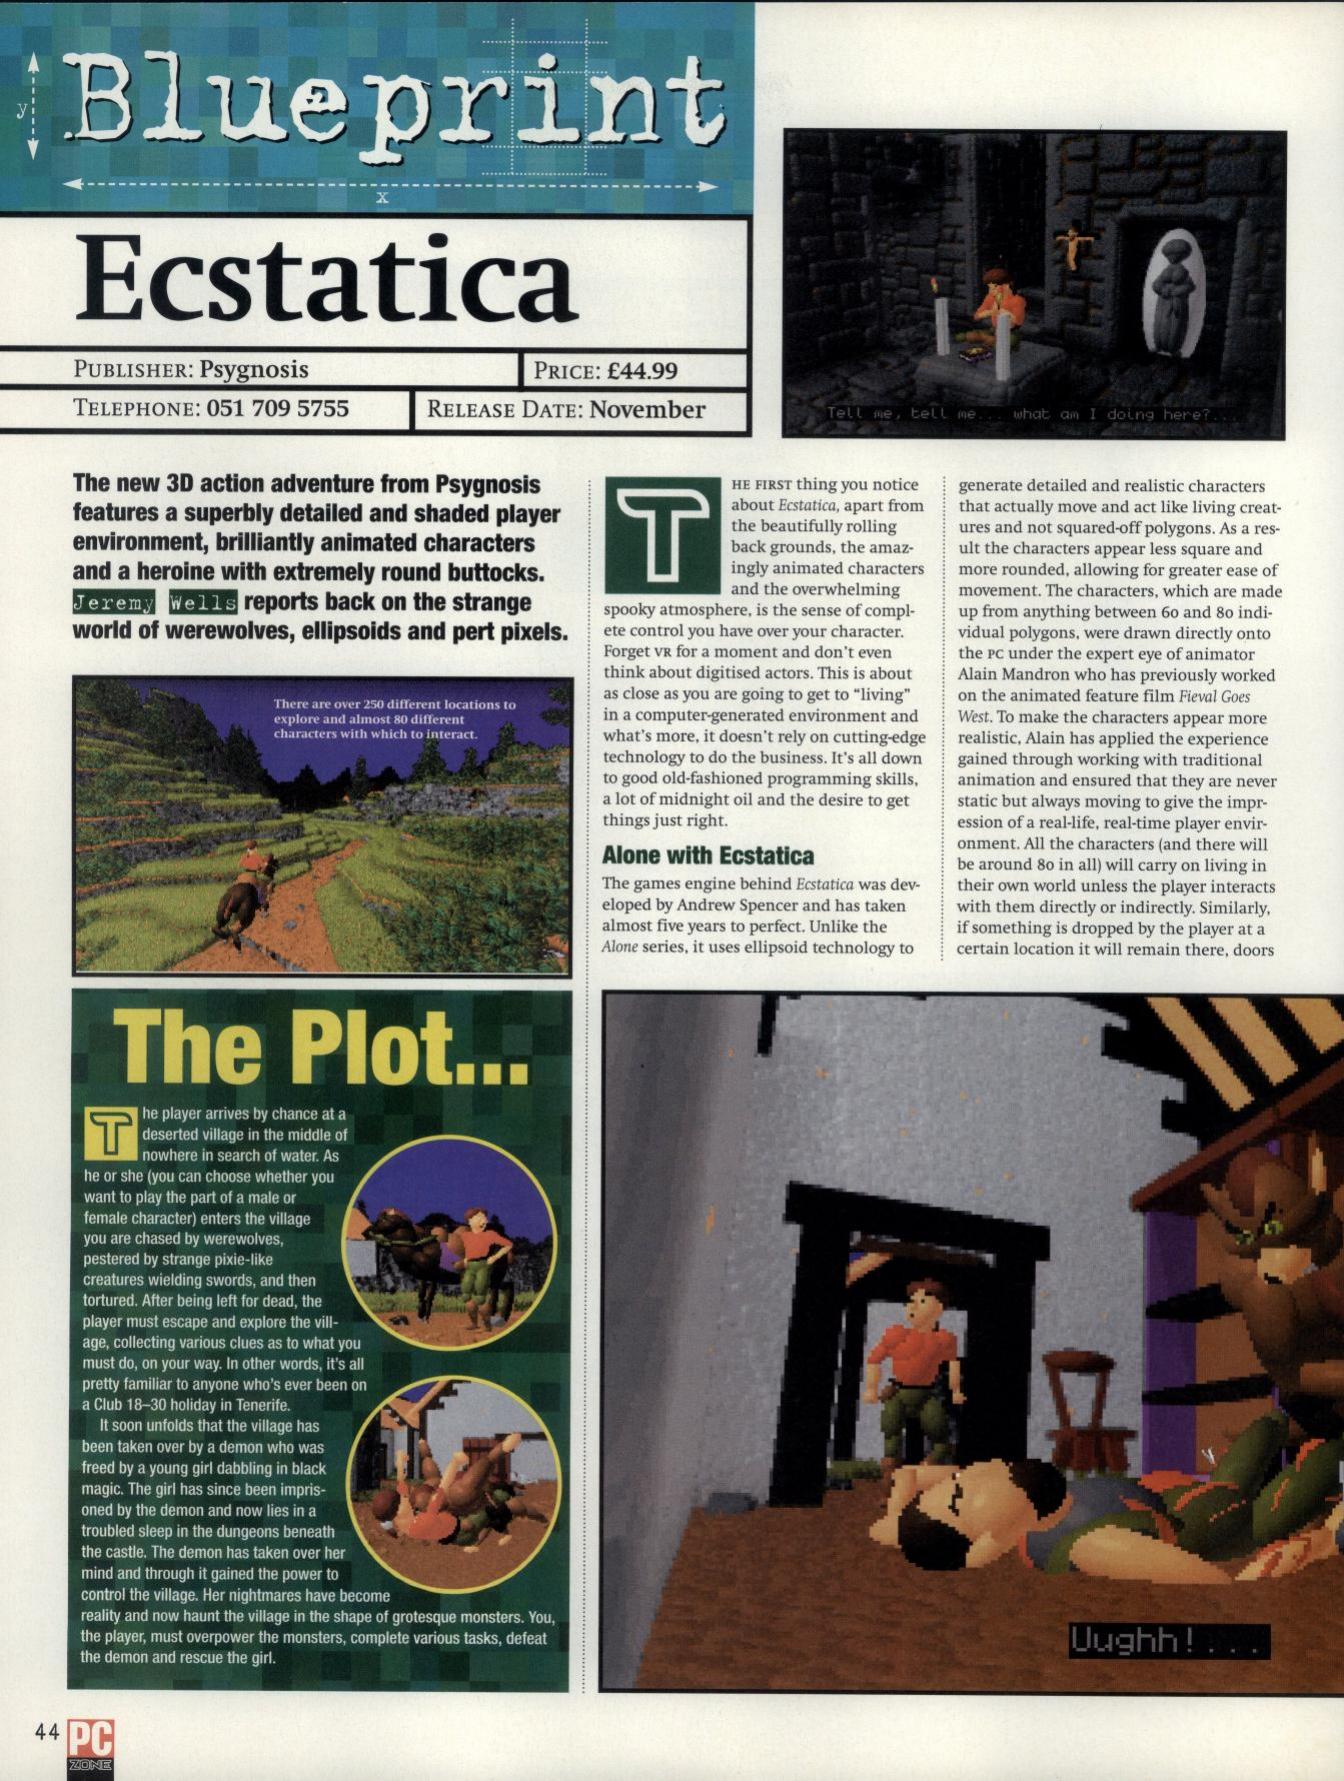 Blueprint
y
x
Ecstatica
PUBLISHER: Psygnosis
PRICE: £44.99
TELEPHONE: 051 709 5755
RELEASE DATE: November
Tell me, tell me... what am I doing here?...
The new 3D action adventure from Psygnosis
features a superbly detailed and shaded player
environment, brilliantly animated characters
and a heroine with extremely round buttocks.
Jeremy Wells reports back on the strange
world of werewolves, ellipsoids and pert pixels.
There are over 250 different locations to
explore and almost 80 different
characters with which to interact.
The Plot...
The player arrives by chance at a
deserted village in the middle of
nowhere in search of water. As
he or she (you can choose whether you
want to play the part of a male or
female character) enters the village
you are chased by werewolves,
pestered by strange pixie-like
creatures wielding swords, and then
tortured. After being left for dead, the
player must escape and explore the vill-
age, collecting various clues as to what you
must do, on your way. In other words, it's all
pretty familiar to anyone who's ever been on
a Club 18–30 holiday in Tenerife.
It soon unfolds that the village has
been taken over by a demon who was
freed by a young girl dabbling in black
magic. The girl has since been impris-
oned by the demon and now lies in a
troubled sleep in the dungeons beneath
the castle. The demon has taken over her
mind and through it gained the power to
control the village. Her nightmares have become
reality and now haunt the village in the shape of grotesque monsters. You,
the player, must overpower the monsters, complete various tasks, defeat
the demon and rescue the girl.
THE FIRST thing you notice
about Ecstatica, apart from
the beautifully rolling
back grounds, the amaz-
ingly animated characters
and the overwhelming
spooky atmosphere, is the sense of compl-
ete control you have over your character.
Forget VR for a moment and don't even
think about digitised actors. This is about
as close as you are going to get to “living”
in a computer-generated environment and
what's more, it doesn't rely on cutting-edge
technology to do the business. It's all down
to good old-fashioned programming skills,
a lot of midnight oil and the desire to get
things just right.
Alone with Ecstatica
The games engine behind Ecstatica was dev-
eloped by Andrew Spencer and has taken
almost five years to perfect. Unlike the
Alone series, it uses ellipsoid technology to
generate detailed and realistic characters
that actually move and act like living creat-
ures and not squared-off polygons. As a res-
ult the characters appear less square and
more rounded, allowing for greater ease of
movement. The characters, which are made
up from anything between 60 and 80 indi-
vidual polygons, were drawn directly onto
the PC under the expert eye of animator
Alain Mandron who has previously worked
on the animated feature film Fieval Goes
West. To make the characters appear more
realistic, Alain has applied the experience
gained through working with traditional
animation and ensured that they are never
static but always moving to give the impr-
ession of a real-life, real-time player envir-
onment. All the characters (and there will
be around 80 in all) will carry on living in
their own world unless the player interacts
with them directly or indirectly. Similarly,
if something is dropped by the player at a
certain location it will remain there, doors
Uughh!...
44
PC
ZONE